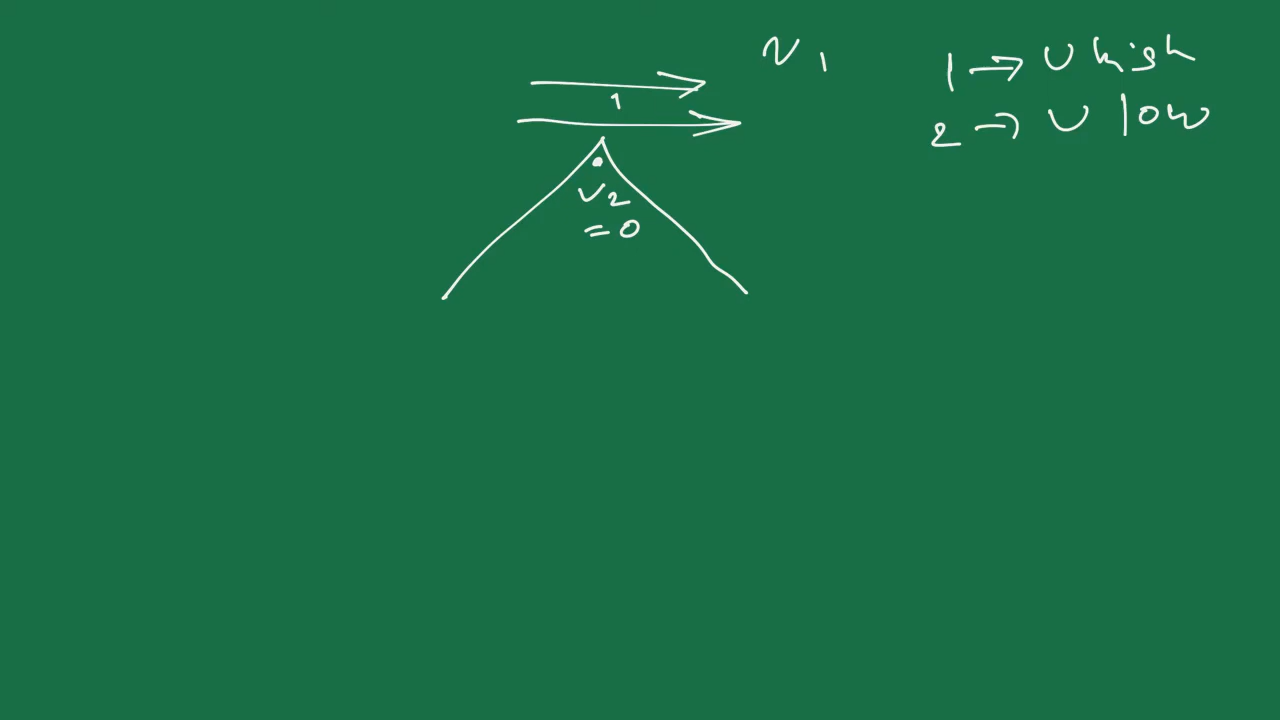 v₁
1 → v high
1
2 → v low
v₂
= 0